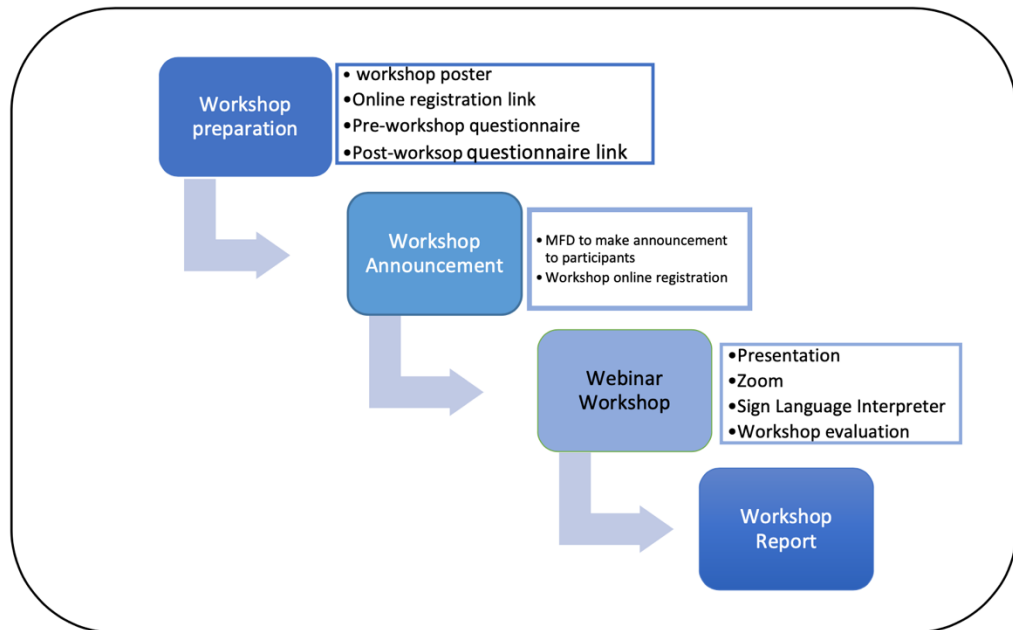 Workshop
preparation
• workshop poster
•Online registration link
•Pre-workshop questionnaire
•Post-worksop questionnaire link
Workshop
Announcement
• MFD to make announcement
to participants
• Workshop online registration
Webinar
Workshop
•Presentation
•Zoom
•Sign Language Interpreter
•Workshop evaluation
Workshop
Report